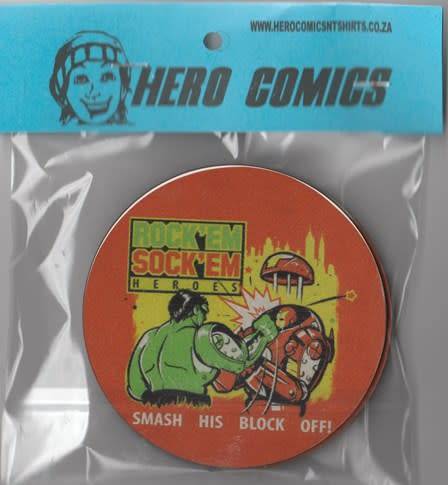 WWW.HEROCOMICSNTSHIRTS.CO.ZA
HERO COMICS
ROCK'EM
SOCK'EM
HEROES
SMASH HIS BLOCK OFF!